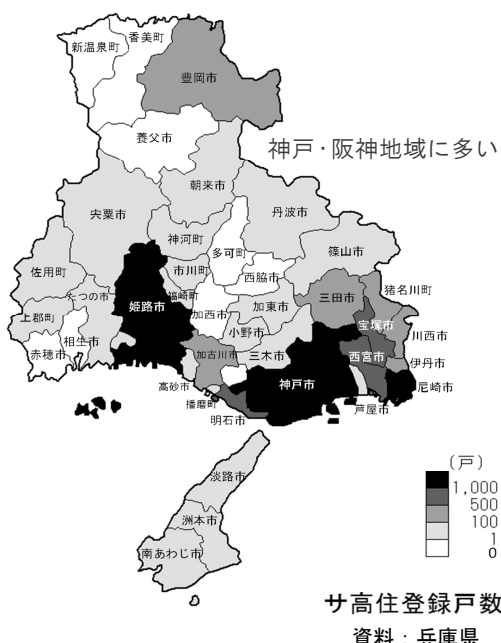 香美町
新温泉町
豊岡市
養父市
神戸・阪神地域に多い
朝来市
宍粟市
丹波市
神河町
多可町
篠山市
佐用町
市川町
西脇市
猪名川町
たつの市
福崎町
三田市
姫路市
加西市
加東市
宝塚市
上郡町
小野市
川西市
相生市
赤穂市
加古川市
三木市
西宮市
伊丹市
高砂市
神戸市
尼崎市
播磨町
芦屋市
明石市
淡路市
洲本市
南あわじ市
(戸)
1,000
500
100
1
0
サ高住登録戸数
資料：兵庫県